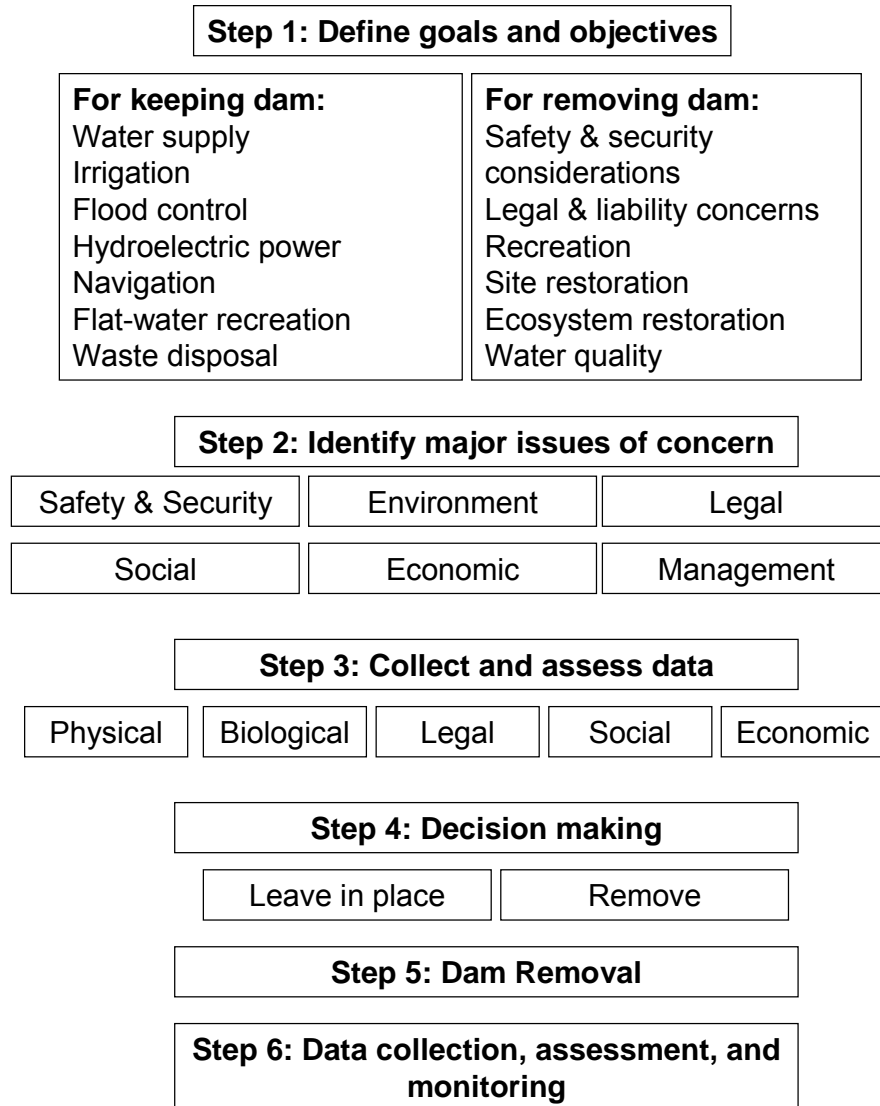 Step 1: Define goals and objectives
For keeping dam:
Water supply
Irrigation
Flood control
Hydroelectric power
Navigation
Flat-water recreation
Waste disposal
For removing dam:
Safety & security
considerations
Legal & liability concerns
Recreation
Site restoration
Ecosystem restoration
Water quality
Step 2: Identify major issues of concern
Safety & Security
Environment
Legal
Social
Economic
Management
Step 3: Collect and assess data
Physical
Biological
Legal
Social
Economic
Step 4: Decision making
Leave in place
Remove
Step 5: Dam Removal
Step 6: Data collection, assessment, and
monitoring